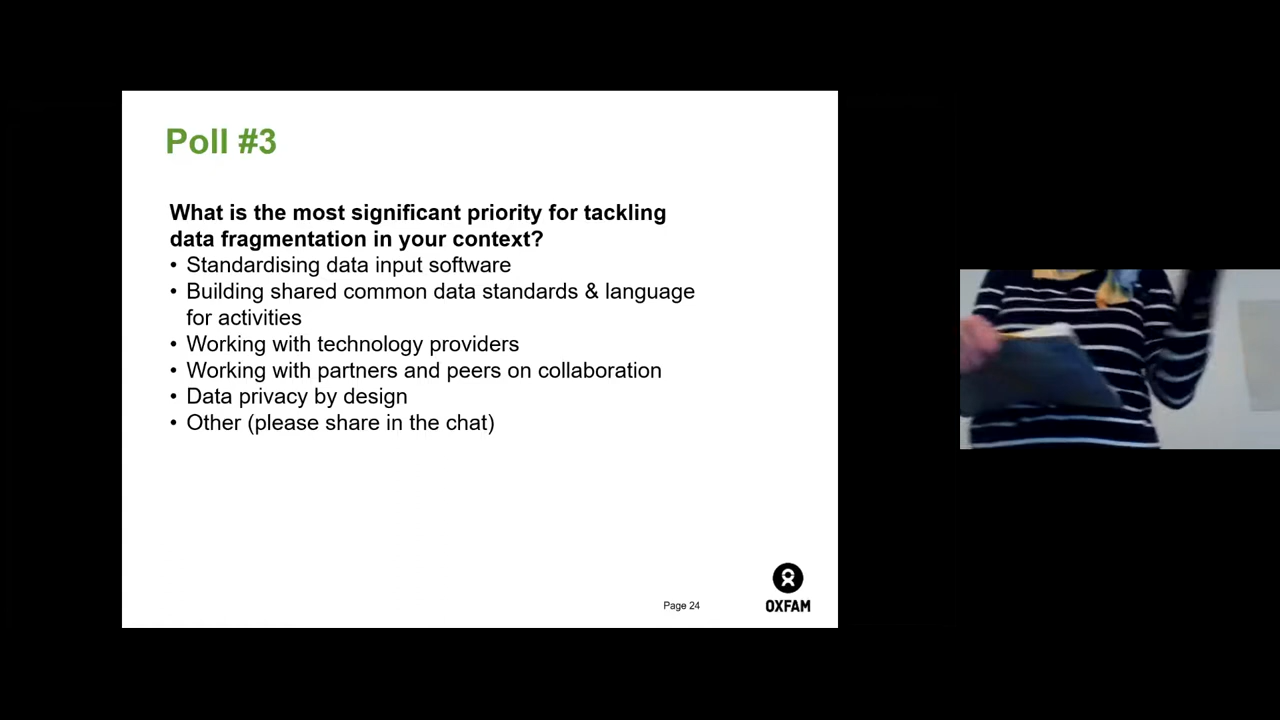 Poll #3
What is the most significant priority for tackling
data fragmentation in your context?
• Standardising data input software
• Building shared common data standards & language
for activities
• Working with technology providers
• Working with partners and peers on collaboration
• Data privacy by design
• Other (please share in the chat)
Page 24
OXFAM